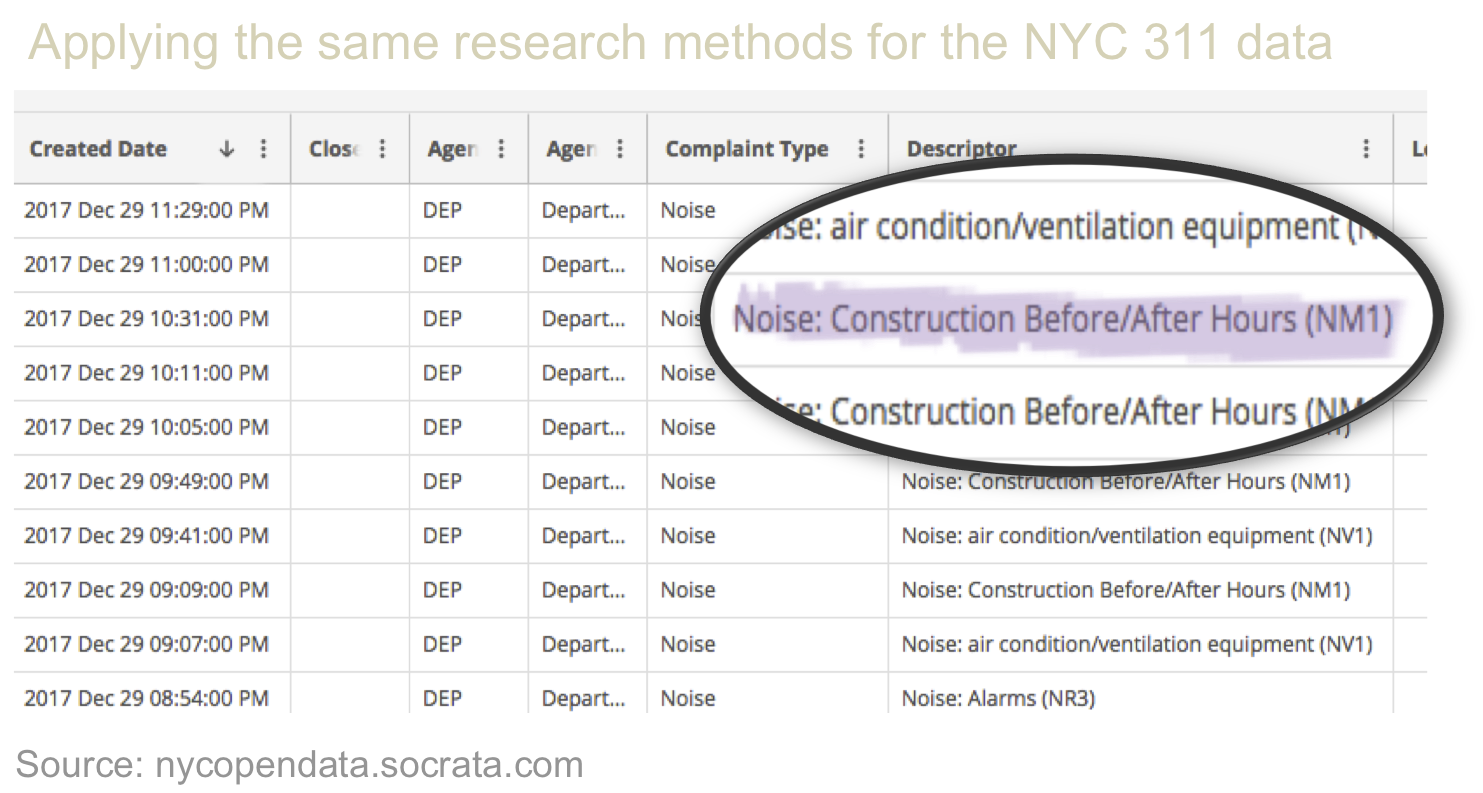 Applying the same research methods for the NYC 311 data
Created Date Clos Agen Agen Complaint Type Descriptor
2017 Dec 29 11:29:00 PM DEP Depart... Noise
air condition/ventilation equipment
2017 Dec 29 11:00:00 PM DEP Depart... Noise
2017 Dec 29 10:31:00 PM DEP Depart... Noise: Construction Before/After Hours (NM1)
2017 Dec 29 10:11:00 PM DEP Depart... Noise
Construction Before/After Hours
2017 Dec 29 10:05:00 PM DEP Depart... Noise
2017 Dec 29 09:49:00 PM DEP Depart... Noise Noise: Construction Before/After Hours (NM1)
2017 Dec 29 09:41:00 PM DEP Depart... Noise Noise: air condition/ventilation equipment (NV1)
2017 Dec 29 09:09:00 PM DEP Depart... Noise Noise: Construction Before/After Hours (NM1)
2017 Dec 29 09:07:00 PM DEP Depart... Noise Noise: air condition/ventilation equipment (NV1)
2017 Dec 29 08:54:00 PM DEP Depart... Noise Noise: Alarms (NR3)
Source: nycopendata.socrata.com